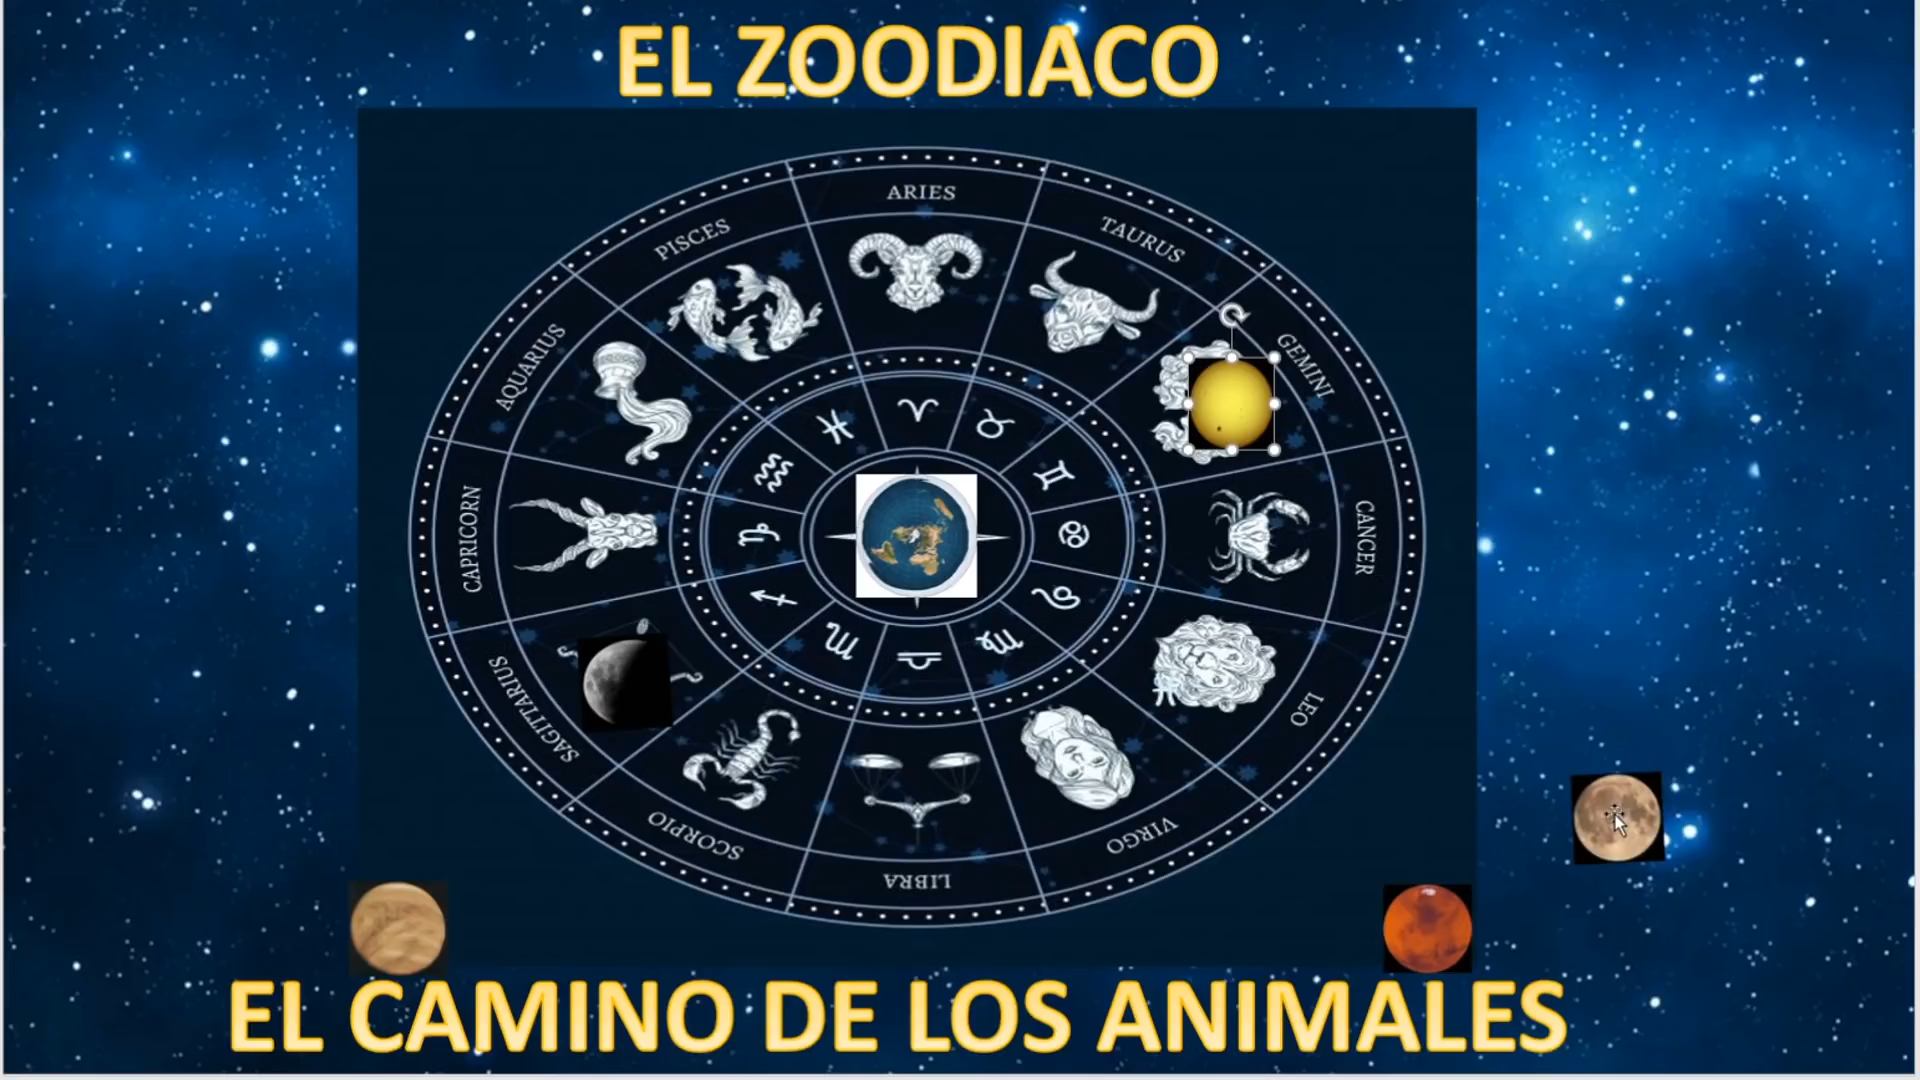 EL ZOODIACO
ARIES
PISCES
TAURUS
AQUARIUS
GEMINI
CAPRICORN
CANCER
SAGITTARIUS
LEO
SCORPIO
VIRGO
LIBRA
EL CAMINO DE LOS ANIMALES